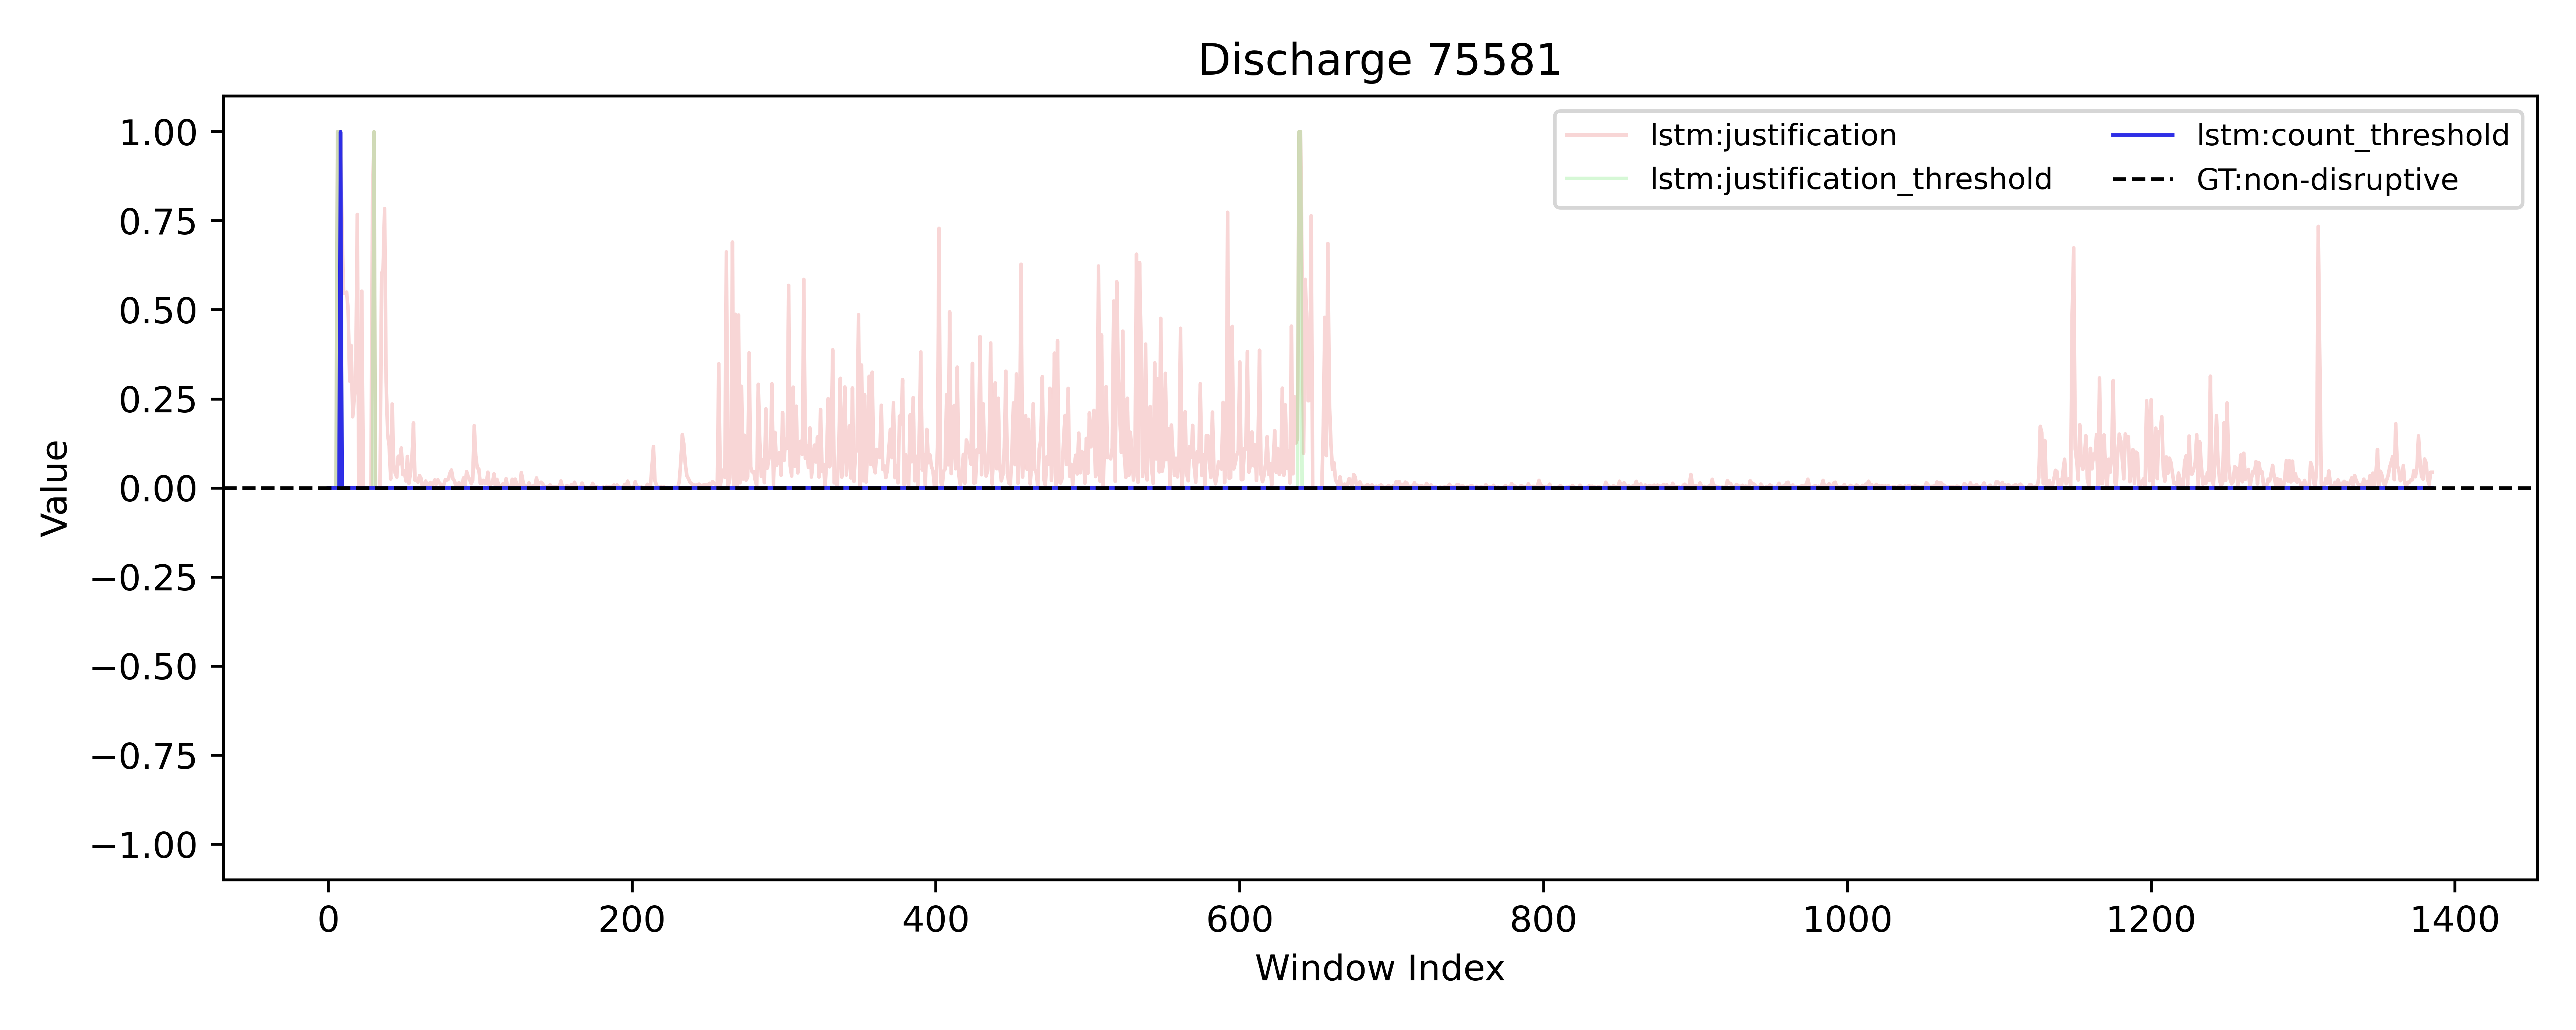 Discharge 75581
lstm:justification
lstm:justification_threshold
lstm:count_threshold
GT:non-disruptive
1.00
0.75
0.50
0.25
0.00
−0.25
−0.50
−0.75
−1.00
Value
0 200 400 600 800 1000 1200 1400
Window Index